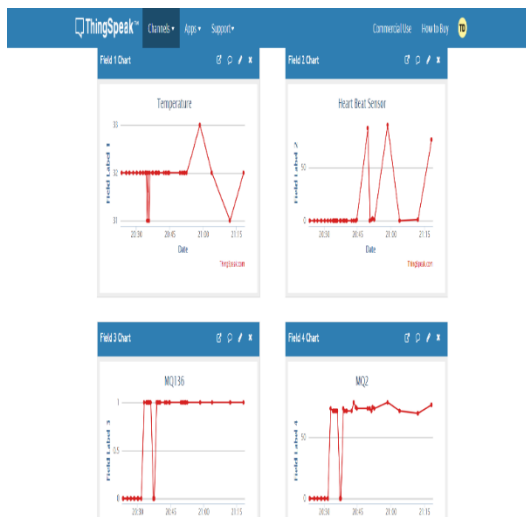 ThingSpeak™ Channels Apps Support Commercial Use How to Buy TD
Field 1 Chart
Temperature
33
32
31
Field Label 1
20:30 20:45 21:00 21:15
Date
ThingSpeak.com
Field 2 Chart
Heart Beat Sensor
50
0
Field Label 2
20:30 20:45 21:00 21:15
Date
ThingSpeak.com
Field 3 Chart
MQ136
1
0.5
0
Field Label 3
20:30 20:45 21:00 21:15
Field 4 Chart
MQ2
50
0
Field Label 4
20:30 20:45 21:00 21:15